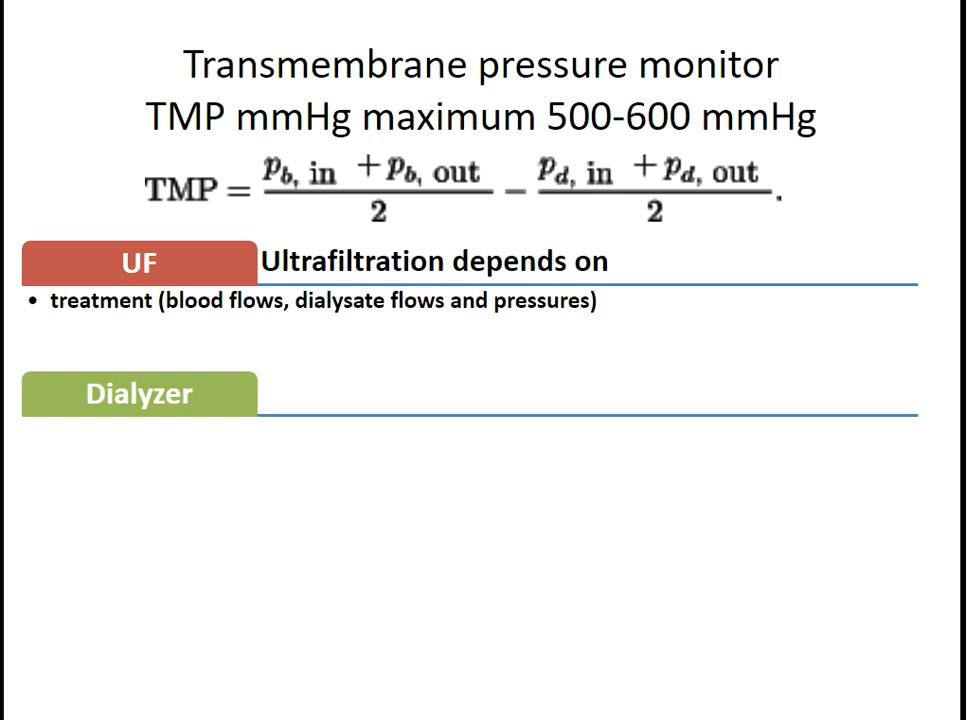 Transmembrane pressure monitor
TMP mmHg maximum 500-600 mmHg
TMP = (p_b, in + p_b, out)/2 − (p_d, in + p_d, out)/2.
UF Ultrafiltration depends on
• treatment (blood flows, dialysate flows and pressures)
Dialyzer